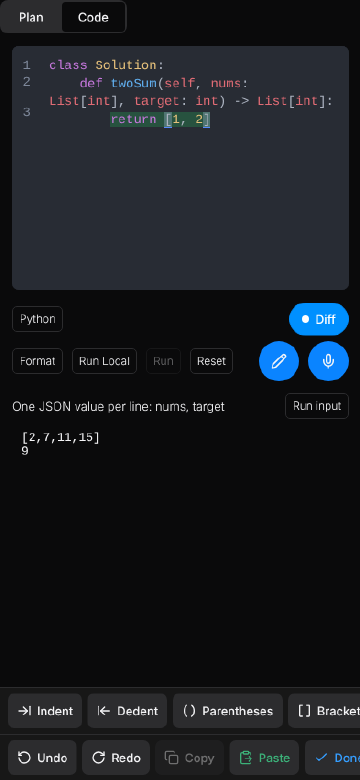 Plan Code
1 class Solution:
2 def twoSum(self, nums:
List[int], target: int) -> List[int]:
3 return [1, 2]
Python Diff
Format Run Local Run Reset
One JSON value per line: nums, target Run input
[2,7,11,15]
9
Indent Dedent () Parentheses [] Bracket
Undo Redo Copy Paste Don